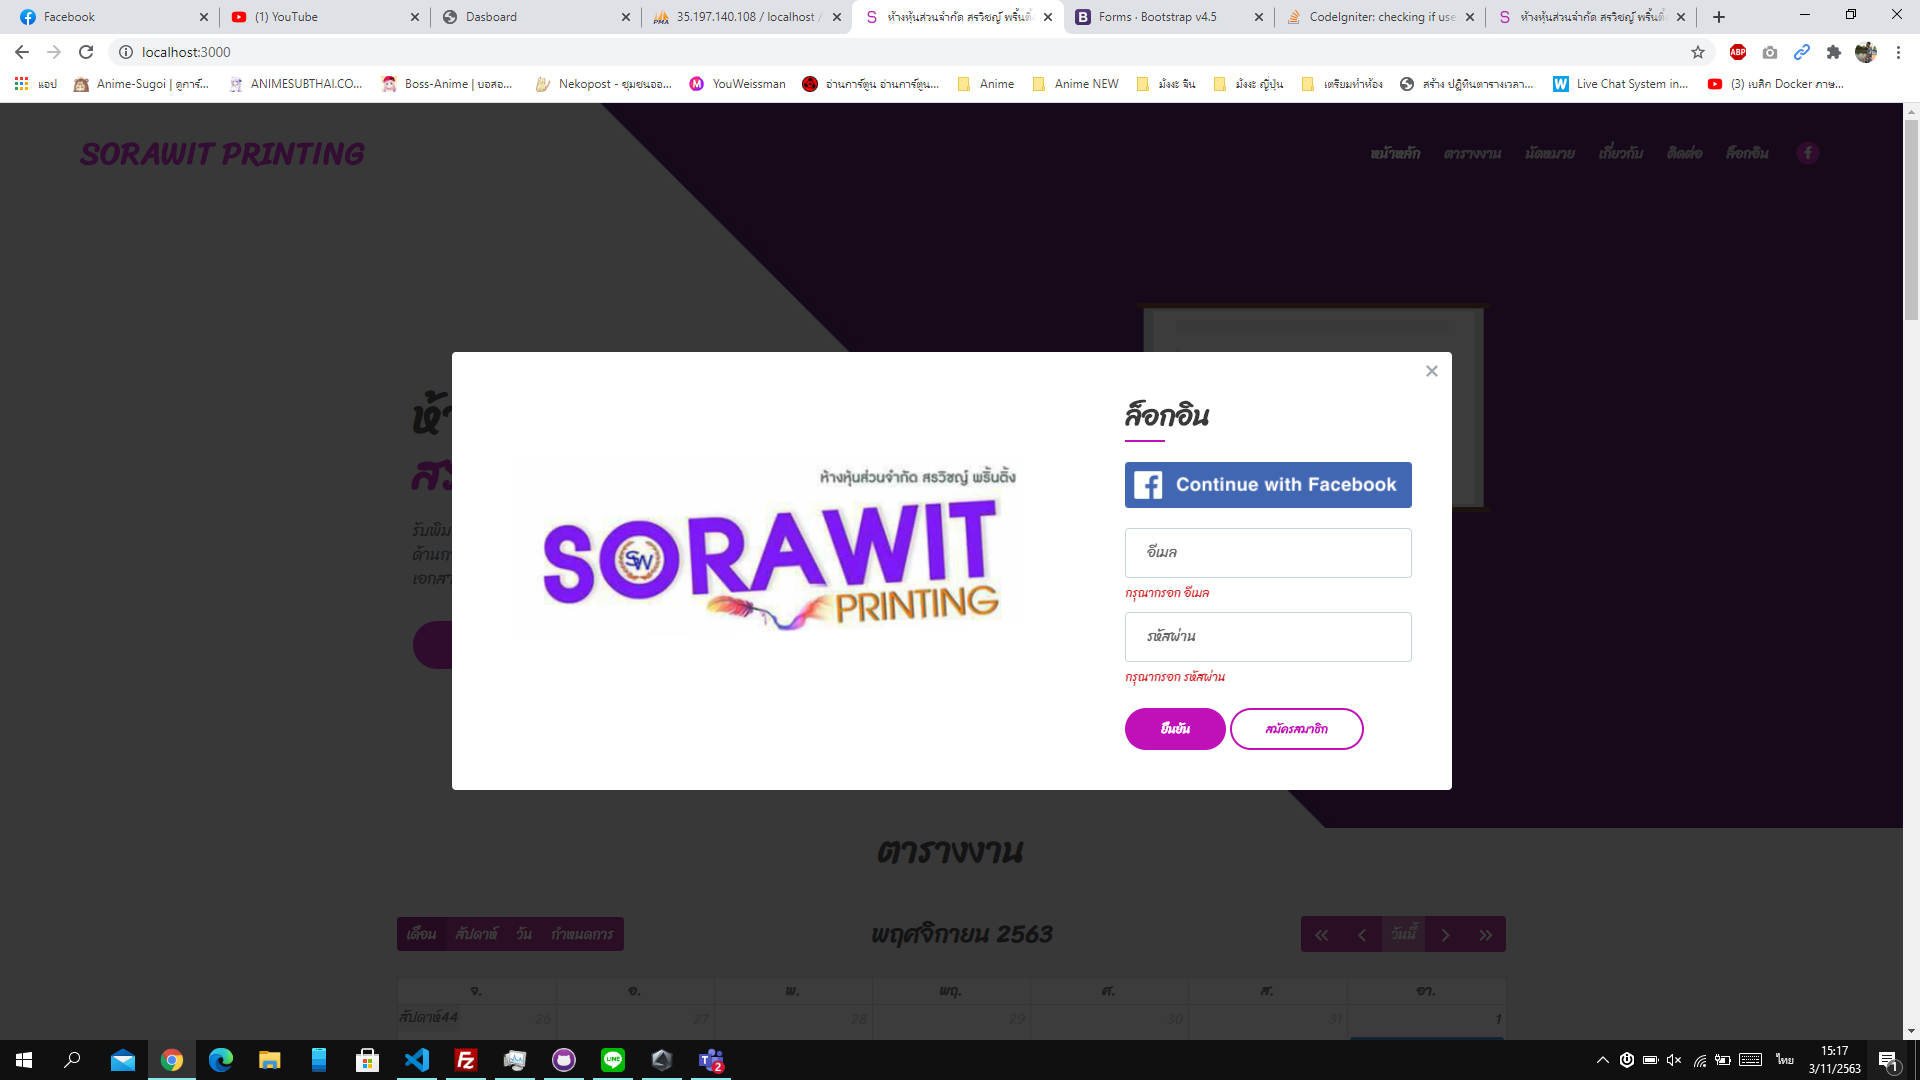 Facebook
(1) YouTube
Dasboard
35.197.140.108 / localhost /
ห้างหุ้นส่วนจำกัด สรวิชญ์ พริ้นติ้ง
Forms · Bootstrap v4.5
CodeIgniter: checking if use
ห้างหุ้นส่วนจำกัด สรวิชญ์ พริ้นติ้ง
localhost:3000
แอป
Anime-Sugoi | ดูการ์...
ANIMESUBTHAI.CO...
Boss-Anime | บอสอ...
Nekopost - ชุมชนออ...
YouWeissman
อ่านการ์ตูน อ่านการ์ตูน...
Anime
Anime NEW
มังงะ จีน
มังงะ ญี่ปุ่น
เตรียมทำห้อง
สร้าง ปฏิทินตารางเวลา...
Live Chat System in...
(3) เบสิก Docker ภาษ...
SORAWIT PRINTING
หน้าหลัก
ตารางงาน
นัดหมาย
เกี่ยวกับ
ติดต่อ
ล็อกอิน
ล็อกอิน
Continue with Facebook
ห้างหุ้นส่วนจำกัด สรวิชญ์ พริ้นติ้ง
SORAWIT
SW
PRINTING
อีเมล
กรุณากรอก อีเมล
รหัสผ่าน
กรุณากรอก รหัสผ่าน
ยืนยัน
สมัครสมาชิก
รับพิม
ด้านกา
เอกสา
ตารางงาน
เดือน
สัปดาห์
วัน
กำหนดการ
พฤศจิกายน 2563
วันนี้
จ.
อ.
พ.
พฤ.
ศ.
ส.
อา.
สัปดาห์44
26
27
28
29
30
31
1
ไทย
15:17
3/11/2563